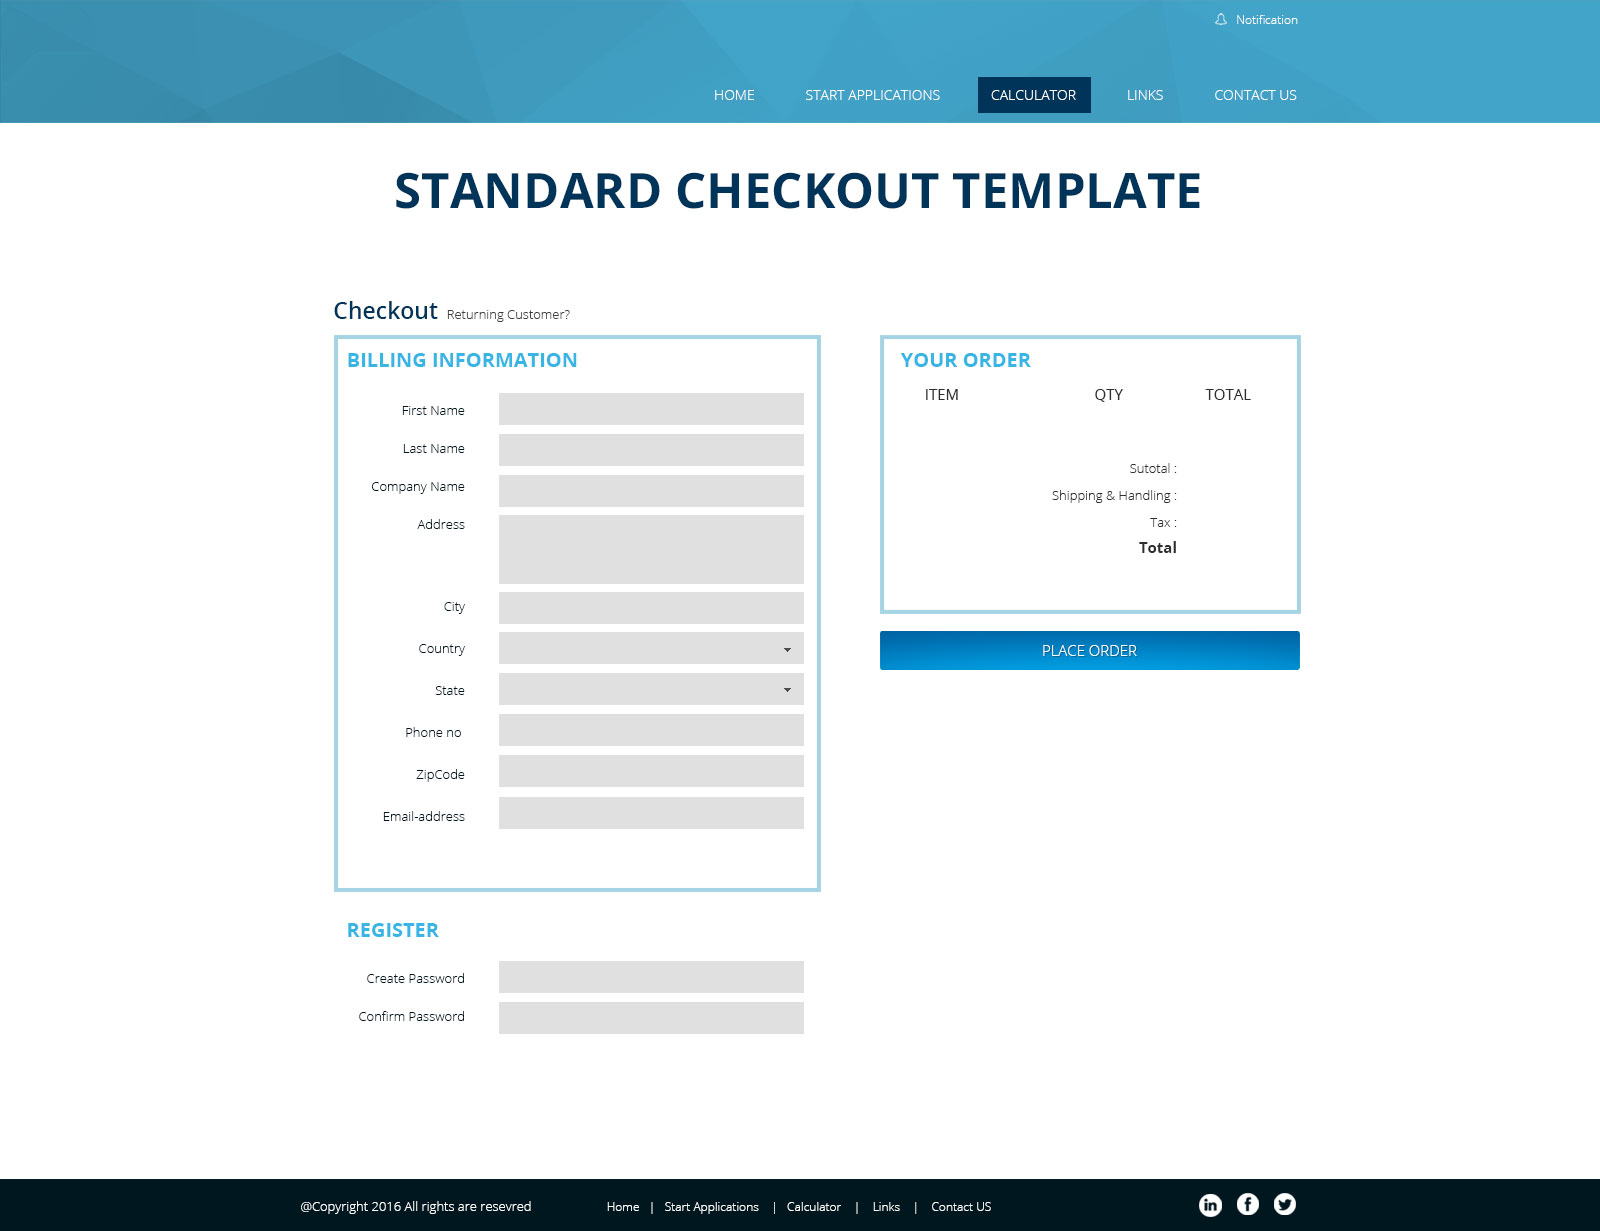 Notification
HOME START APPLICATIONS CALCULATOR LINKS CONTACT US
STANDARD CHECKOUT TEMPLATE
Checkout Returning Customer?
BILLING INFORMATION
First Name
Last Name
Company Name
Address
City
Country
State
Phone no
ZipCode
Email-address
YOUR ORDER
ITEM QTY TOTAL
Sutotal :
Shipping & Handling :
Tax :
Total
PLACE ORDER
REGISTER
Create Password
Confirm Password
@Copyright 2016 All rights are resevred Home | Start Applications | Calculator | Links | Contact US in f